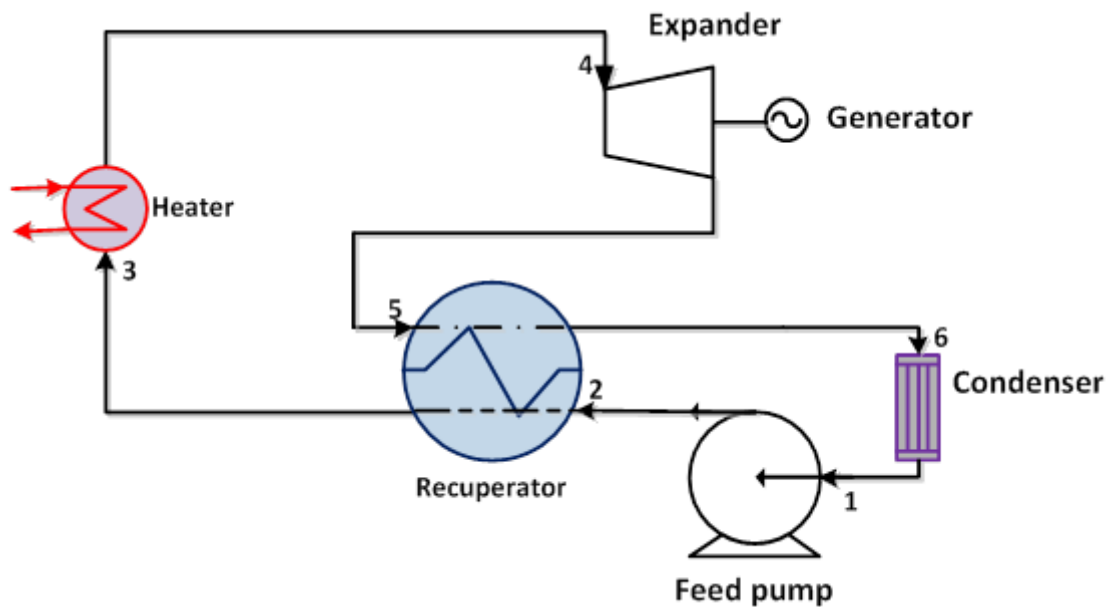 Expander
4
Generator
Heater
3
5
6
2
Condenser
Recuperator
1
Feed pump